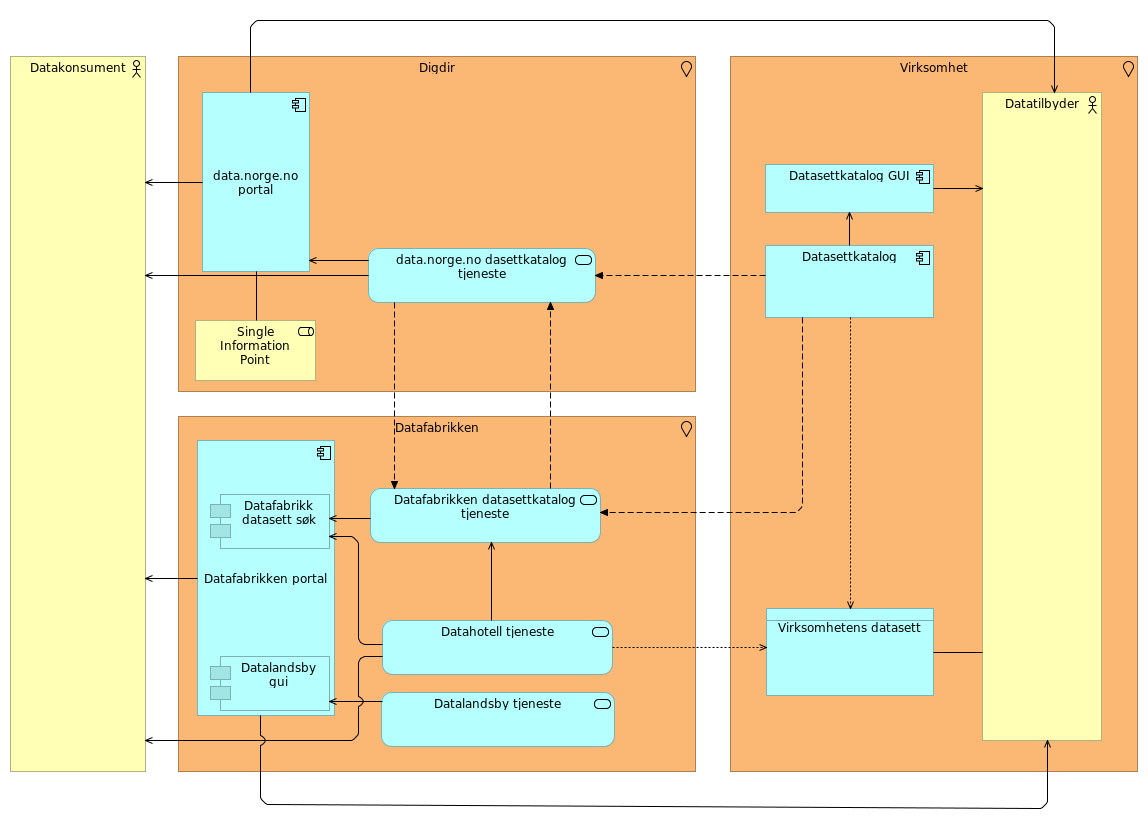 Datakonsument
Digdir
Virksomhet
data.norge.no
portal
Datatilbyder
Datasettkatalog GUI
data.norge.no dasettkatalog
tjeneste
Datasettkatalog
Single
Information
Point
Datafabrikken
Datafabrikk
datasett søk
Datafabrikken datasettkatalog
tjeneste
Datafabrikken portal
Datahotell tjeneste
Virksomhetens datasett
Datalandsby
gui
Datalandsby tjeneste